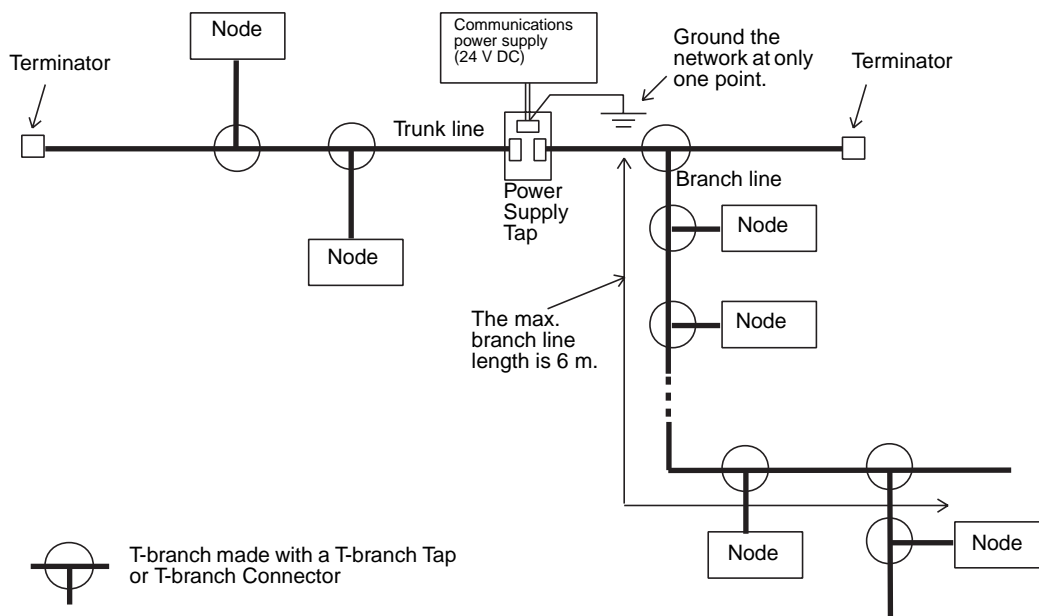 Node
Communications
power supply
(24 V DC)
Ground the
network at only
one point.
Terminator
Terminator
Trunk line
Branch line
Power
Supply
Tap
Node
Node
Node
The max.
branch line
length is 6 m.
Node
Node
T-branch made with a T-branch Tap
or T-branch Connector